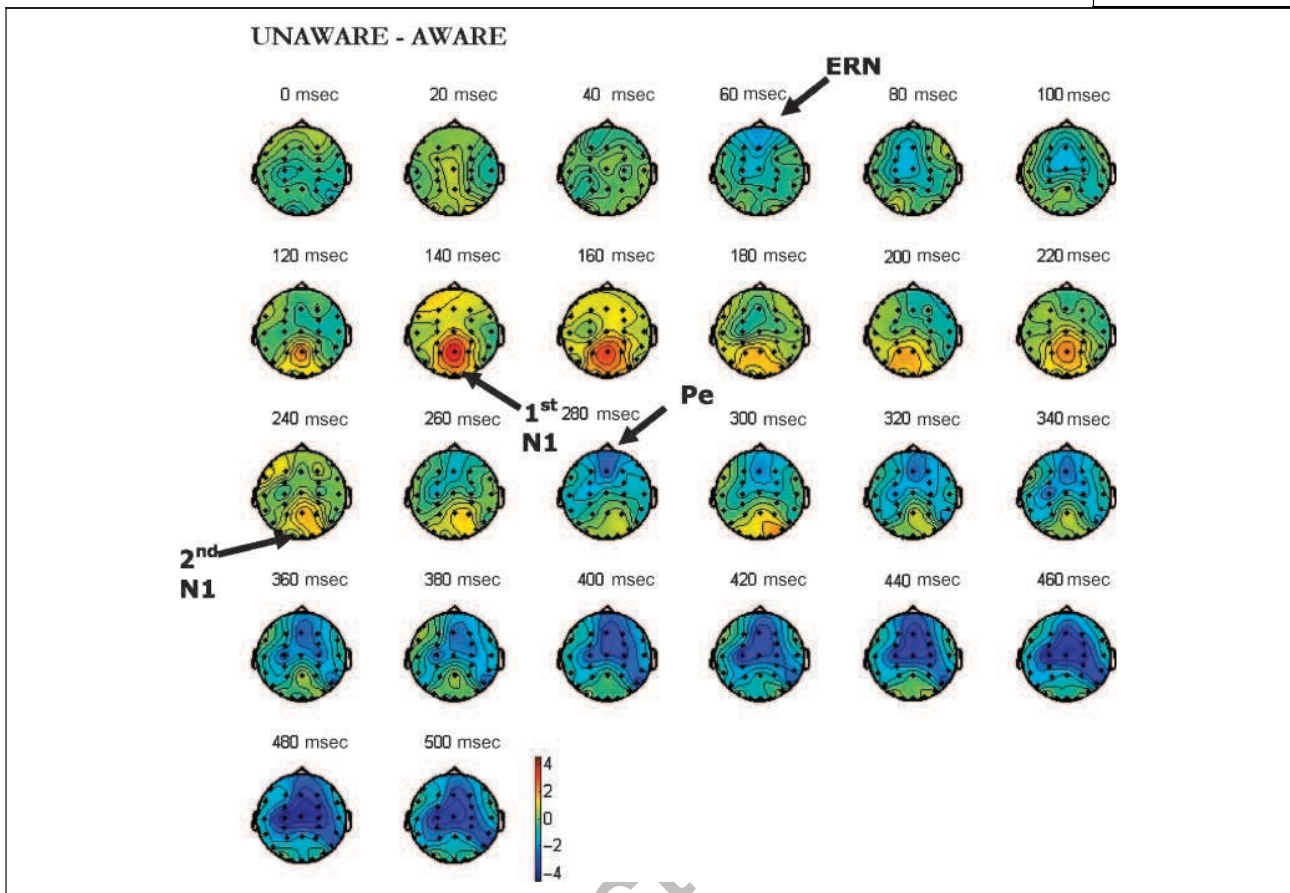 UNAWARE - AWARE
ERN
0 msec 20 msec 40 msec 60 msec 80 msec 100 msec
120 msec 140 msec 160 msec 180 msec 200 msec 220 msec
Pe
240 msec 260 msec 1st N1 280 msec 300 msec 320 msec 340 msec
2nd
N1
360 msec 380 msec 400 msec 420 msec 440 msec 460 msec
480 msec 500 msec
4
2
0
-2
-4